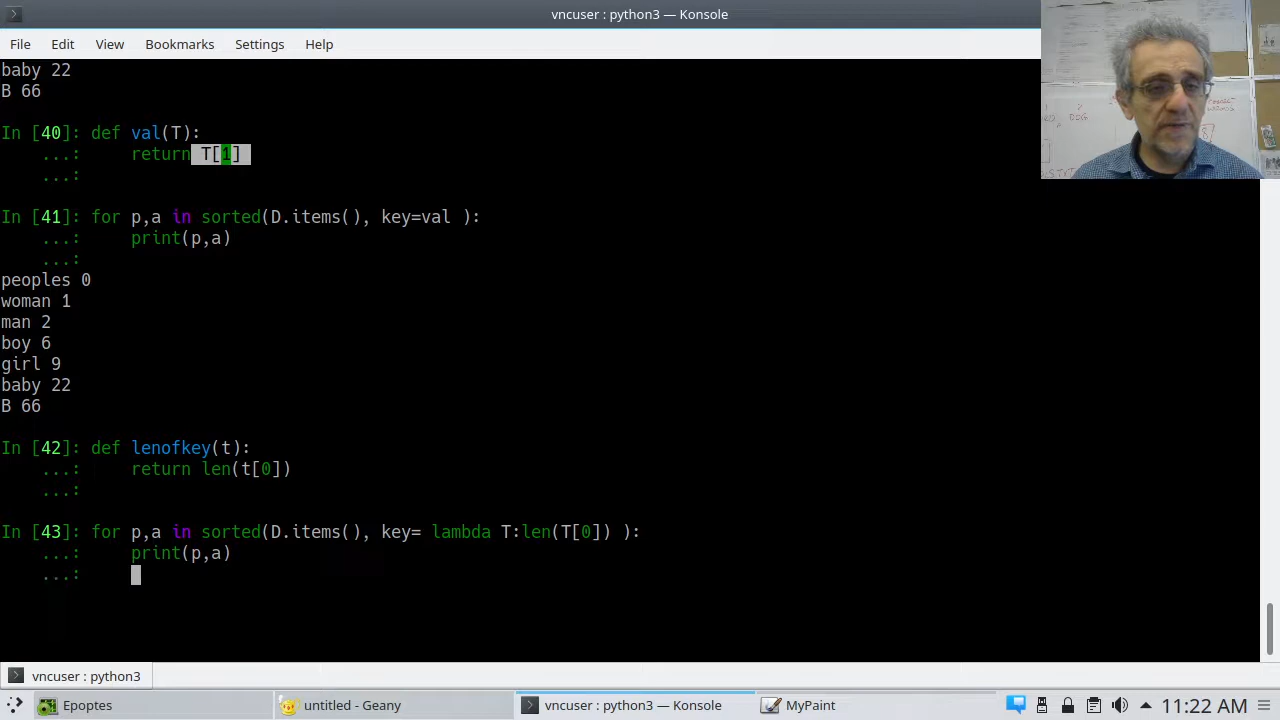 vncuser : python3 — Konsole
File Edit View Bookmarks Settings Help
baby 22
B 66
In [40]: def val(T):
...: return T[1]
...:
In [41]: for p,a in sorted(D.items(), key=val ):
...: print(p,a)
...:
peoples 0
woman 1
man 2
boy 6
girl 9
baby 22
B 66
In [42]: def lenofkey(t):
...: return len(t[0])
...:
In [43]: for p,a in sorted(D.items(), key= lambda T:len(T[0]) ):
...: print(p,a)
...:
vncuser : python3
Epoptes untitled - Geany vncuser : python3 — Konsole MyPaint 11:22 AM